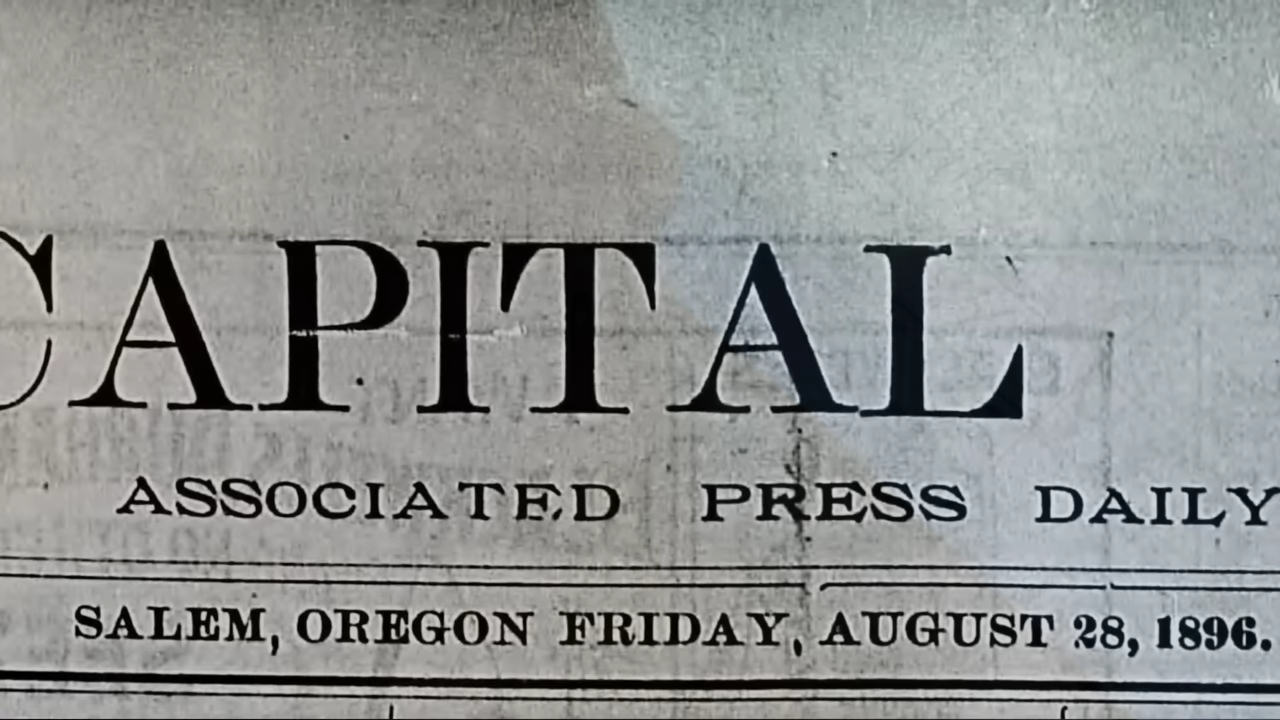 CAPITAL
ASSOCIATED PRESS DAILY
SALEM, OREGON FRIDAY, AUGUST 28, 1896.